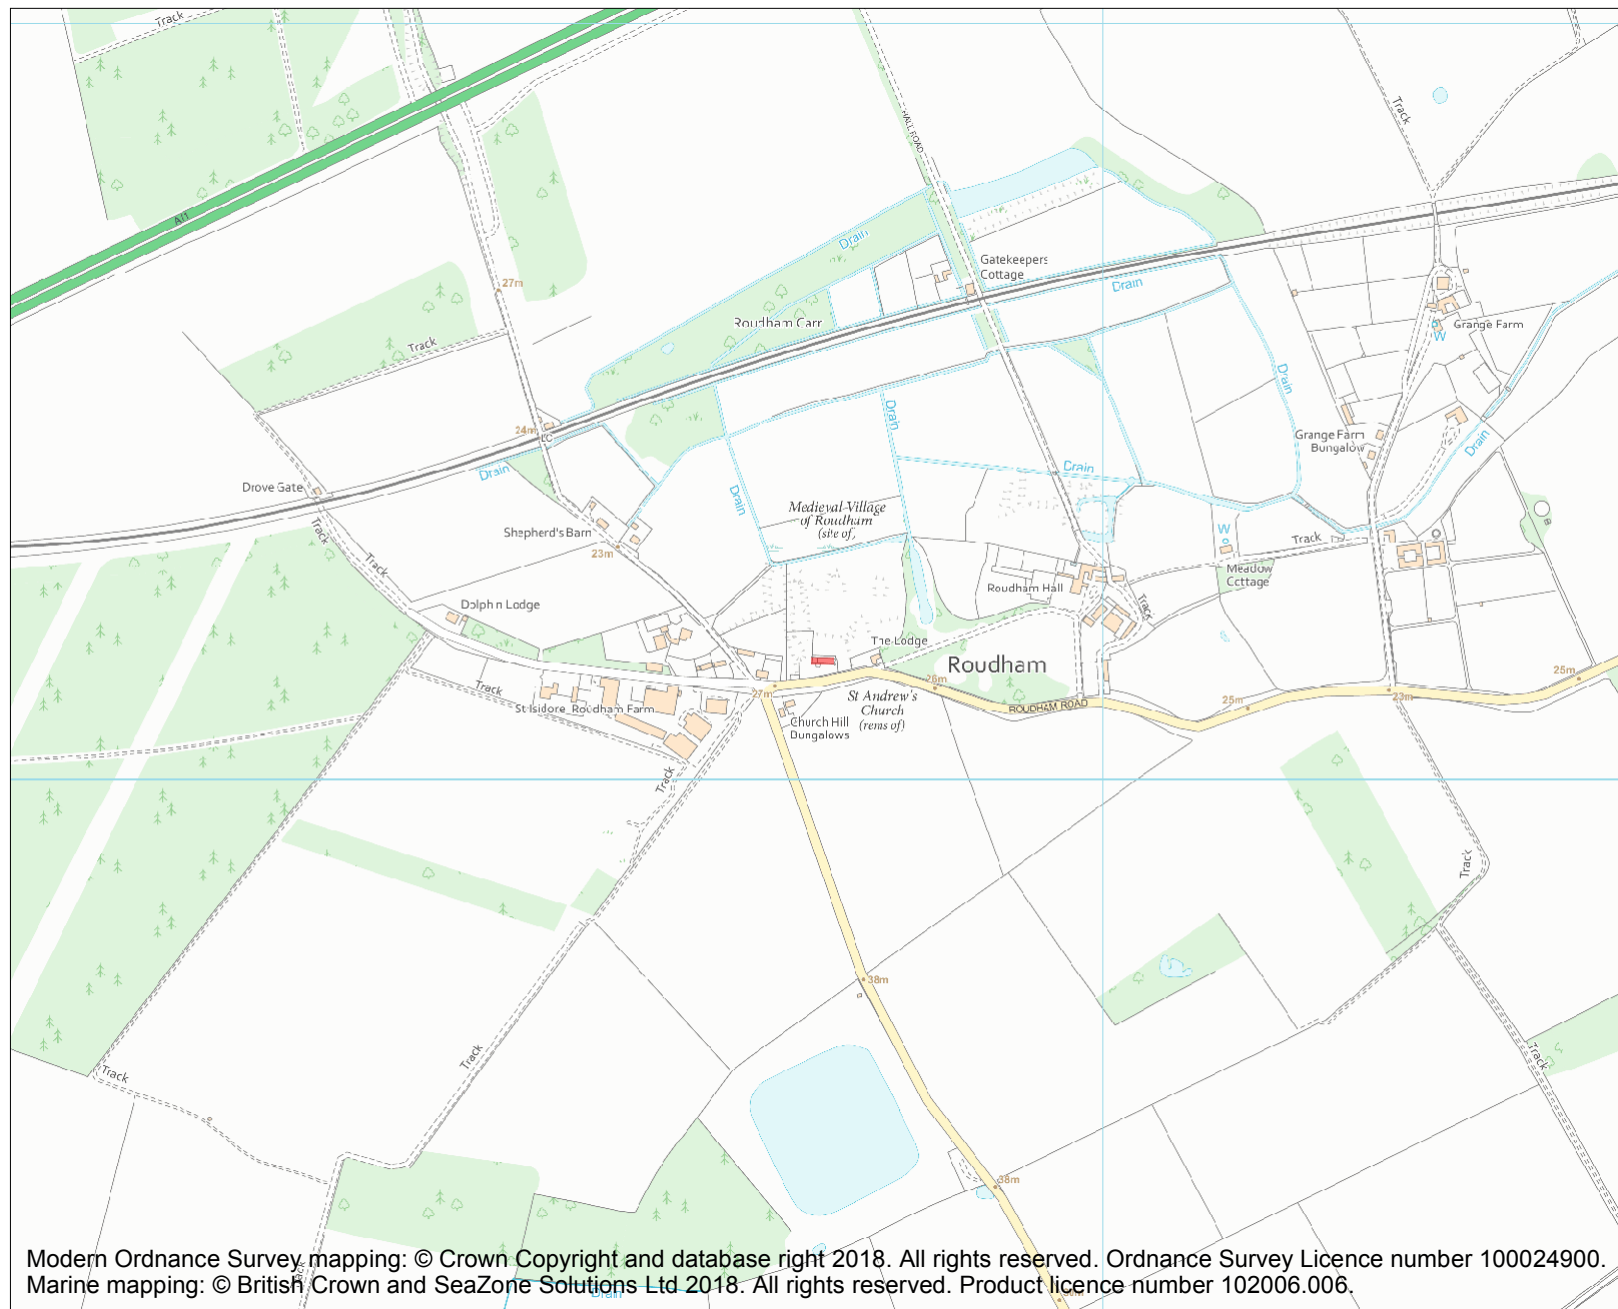 Track
A11
HALL ROAD
Track
27m
Drain
Gatekeepers
Cottage
Drain
Roudham Carr
Grange Farm
W
Track
Drain
Drain
24m
LC
Drain
Grange Farm
Bungalow
Drain
Drain
Drove Gate
Drain
Medieval Village
of Roudham
(site of)
Track
Shepherd's Barn
23m
W
Track
Track
Meadow
Cottage
Roudham Hall
Dolphin Lodge
Track
The Lodge
Roudham
25m
Track
27m
26m
St Andrew's
Church
(rems of)
25m
23m
St Isidore Roudham Farm
ROUDHAM ROAD
Church Hill
Bungalows
Track
Track
38m
Track
Track
Track
38m
Track
Modern Ordnance Survey mapping: © Crown Copyright and database right 2018. All rights reserved. Ordnance Survey Licence number 100024900.
Marine mapping: © British Crown and SeaZone Solutions Ltd 2018. All rights reserved. Product licence number 102006.006.
Drain